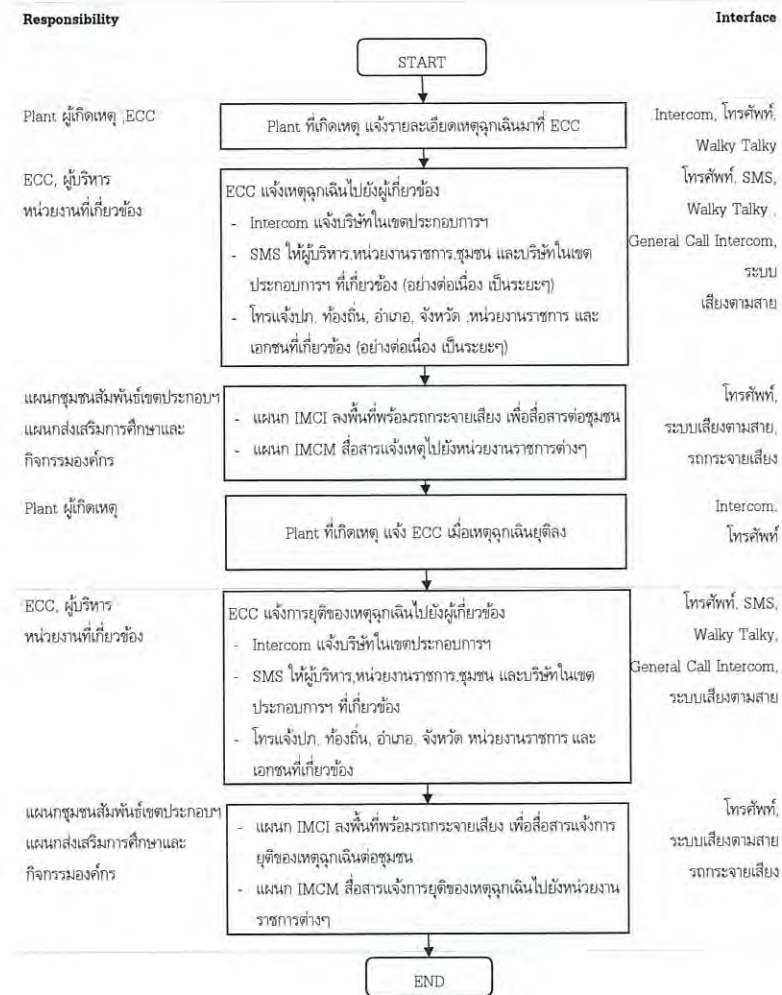 Responsibility
Interface
START
Plant ผู้เกิดเหตุ ,ECC
Plant ที่เกิดเหตุ แจ้งรายละเอียดเหตุฉุกเฉินมาที่ ECC
Intercom, โทรศัพท์,
Walky Talky
ECC, ผู้บริหาร
หน่วยงานที่เกี่ยวข้อง
ECC แจ้งเหตุฉุกเฉินไปยังผู้เกี่ยวข้อง
- Intercom แจ้งบริษัทในเขตประกอบการฯ
- SMS ให้ผู้บริหาร,หน่วยงานราชการ,ชุมชน และบริษัทในเขต
ประกอบการฯ ที่เกี่ยวข้อง (อย่างต่อเนื่อง เป็นระยะๆ)
- โทรแจ้งปภ. ท้องถิ่น, อำเภอ, จังหวัด ,หน่วยงานราชการ และ
เอกชนที่เกี่ยวข้อง (อย่างต่อเนื่อง เป็นระยะๆ)
โทรศัพท์, SMS,
Walky Talky ,
General Call Intercom,
ระบบ
เสียงตามสาย
แผนกชุมชนสัมพันธ์เขตประกอบฯ
แผนกส่งเสริมการศึกษาและ
กิจกรรมองค์กร
- แผนก IMCI ลงพื้นที่พร้อมรถกระจายเสียง เพื่อสื่อสารต่อชุมชน
- แผนก IMCM สื่อสารแจ้งเหตุไปยังหน่วยงานราชการต่างๆ
โทรศัพท์,
ระบบเสียงตามสาย,
รถกระจายเสียง
Plant ผู้เกิดเหตุ
Plant ที่เกิดเหตุ แจ้ง ECC เมื่อเหตุฉุกเฉินยุติลง
Intercom,
โทรศัพท์
ECC, ผู้บริหาร
หน่วยงานที่เกี่ยวข้อง
ECC แจ้งการยุติของเหตุฉุกเฉินไปยังผู้เกี่ยวข้อง
- Intercom แจ้งบริษัทในเขตประกอบการฯ
- SMS ให้ผู้บริหาร,หน่วยงานราชการ,ชุมชน และบริษัทในเขต
ประกอบการฯ ที่เกี่ยวข้อง
- โทรแจ้งปภ. ท้องถิ่น, อำเภอ, จังหวัด หน่วยงานราชการ และ
เอกชนที่เกี่ยวข้อง
โทรศัพท์, SMS,
Walky Talky,
General Call Intercom,
ระบบเสียงตามสาย
แผนกชุมชนสัมพันธ์เขตประกอบฯ
แผนกส่งเสริมการศึกษาและ
กิจกรรมองค์กร
- แผนก IMCI ลงพื้นที่พร้อมรถกระจายเสียง เพื่อสื่อสารแจ้งการ
ยุติของเหตุฉุกเฉินต่อชุมชน
- แผนก IMCM สื่อสารแจ้งการยุติของเหตุฉุกเฉินไปยังหน่วยงาน
ราชการต่างๆ
โทรศัพท์,
ระบบเสียงตามสาย
รถกระจายเสียง
END